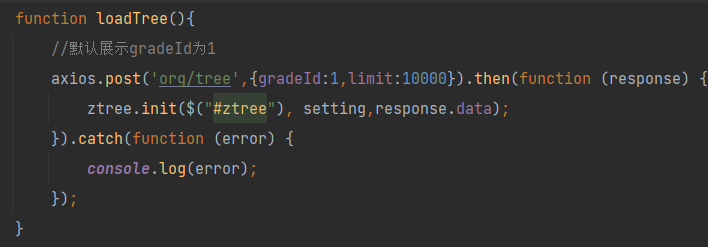 function loadTree(){
//默认展示gradeId为1
axios.post('org/tree',{gradeId:1,limit:10000}).then(function (response) {
ztree.init($("#ztree"), setting,response.data);
}).catch(function (error) {
console.log(error);
});
}